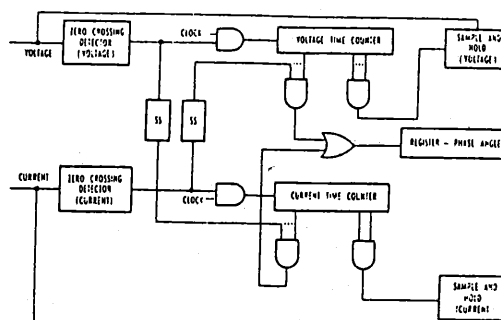 ZERO CROSSING
DETECTOR
(VOLTAGE)
VOLTAGE
CLOCK
VOLTAGE TIME COUNTER
SAMPLE AND
HOLD
(VOLTAGE)
SS
SS
REGISTER - PHASE ANGLE
CURRENT
ZERO CROSSING
DETECTOR
(CURRENT)
CLOCK
CURRENT TIME COUNTER
SAMPLE AND
HOLD
(CURRENT)